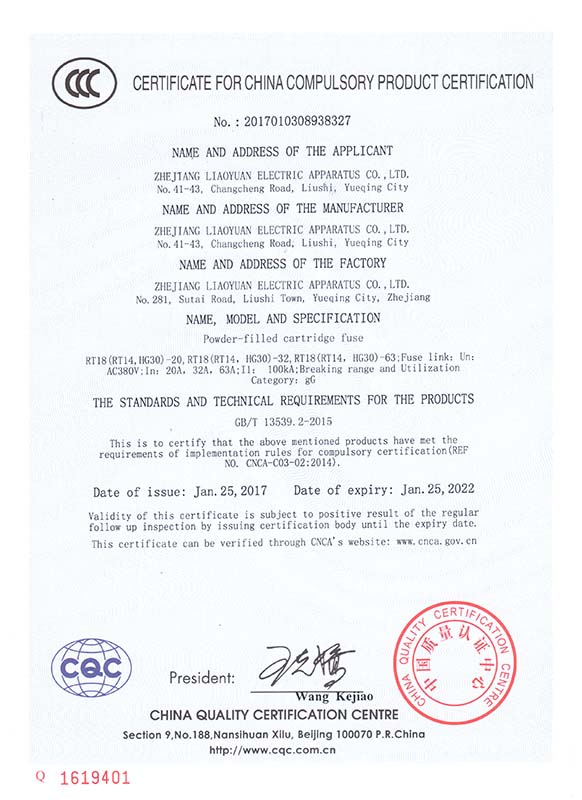 CCC
CERTIFICATE FOR CHINA COMPULSORY PRODUCT CERTIFICATION
No.: 2017010308938327
NAME AND ADDRESS OF THE APPLICANT
ZHEJIANG LIAOYUAN ELECTRIC APPARATUS CO.,LTD.
No.41-43, Changcheng Road, Liushi, Yueqing City
NAME AND ADDRESS OF THE MANUFACTURER
ZHEJIANG LIAOYUAN ELECTRIC APPARATUS CO.,LTD.
No.41-43, Changcheng Road, Liushi, Yueqing City
NAME AND ADDRESS OF THE FACTORY
ZHEJIANG LIAOYUAN ELECTRIC APPARATUS CO.,LTD.
No.281, Sutai Road, Liushi Town, Yueqing City, Zhejiang
NAME, MODEL AND SPECIFICATION
Powder-filled cartridge fuse
RT18(RT14,HG30)-20,RT18(RT14, HG30)-32,RT18(RT14, HG30)-63;Fuse link: Un:
AC380V;In: 20A, 32A, 63A;I1: 100kA;Breaking range and Utilization
Category: gG
THE STANDARDS AND TECHNICAL REQUIREMENTS FOR THE PRODUCTS
GB/T 13539.2-2015
This is to certify that the above mentioned products have met the
requirements of implementation rules for compulsory certification(REF
NO. CNCA-C03-02:2014).
Date of issue: Jan.25,2017 Date of expiry: Jan.25,2022
Validity of this certificate is subject to positive result of the regular
follow up inspection by issuing certification body until the expiry date.
This certificate can be verified through CNCA's website: www.cnca.gov.cn
CQC
President:
Wang Kejiao
CHINA QUALITY CERTIFICATION CENTRE
中国质量认证中心
CHINA QUALITY CERTIFICATION CENTRE
Section 9,No.188,Nansihuan Xilu, Beijing 100070 P.R.China
http://www.cqc.com.cn
Q 1619401